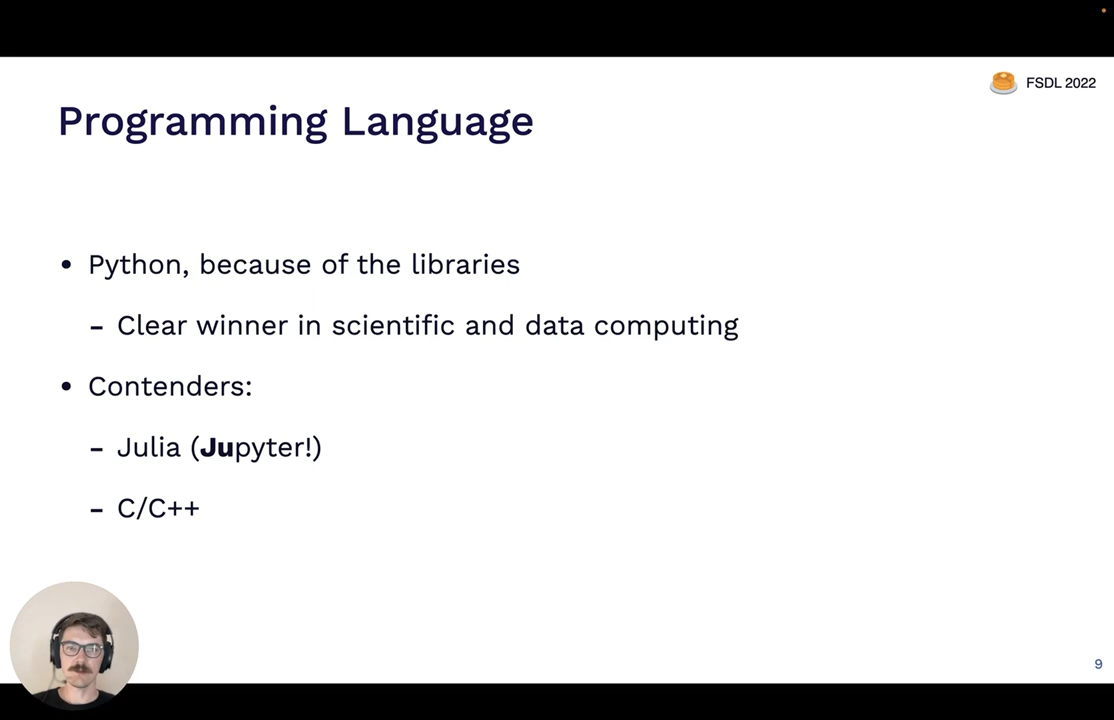 FSDL 2022
Programming Language
• Python, because of the libraries
– Clear winner in scientific and data computing
• Contenders:
– Julia (Jupyter!)
– C/C++
9